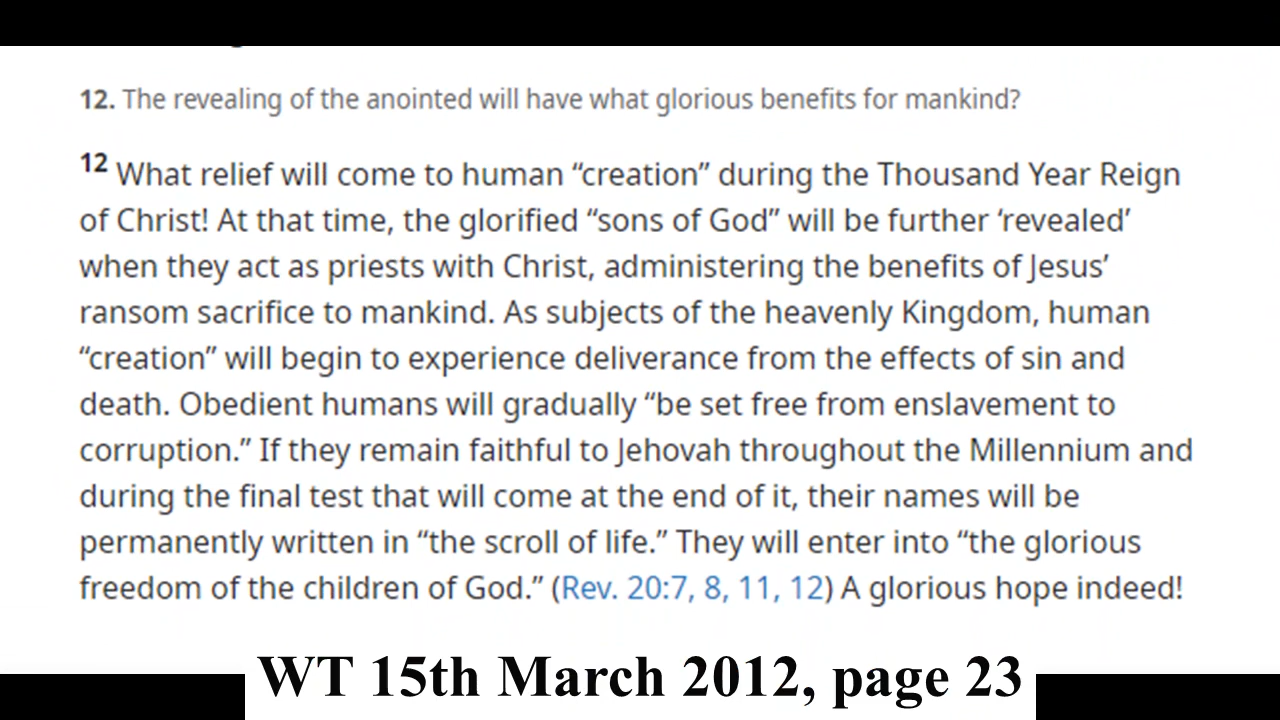 12. The revealing of the anointed will have what glorious benefits for mankind?
12 What relief will come to human “creation” during the Thousand Year Reign
of Christ! At that time, the glorified “sons of God” will be further ‘revealed’
when they act as priests with Christ, administering the benefits of Jesus’
ransom sacrifice to mankind. As subjects of the heavenly Kingdom, human
“creation” will begin to experience deliverance from the effects of sin and
death. Obedient humans will gradually “be set free from enslavement to
corruption.” If they remain faithful to Jehovah throughout the Millennium and
during the final test that will come at the end of it, their names will be
permanently written in “the scroll of life.” They will enter into “the glorious
freedom of the children of God.” (Rev. 20:7, 8, 11, 12) A glorious hope indeed!
WT 15th March 2012, page 23